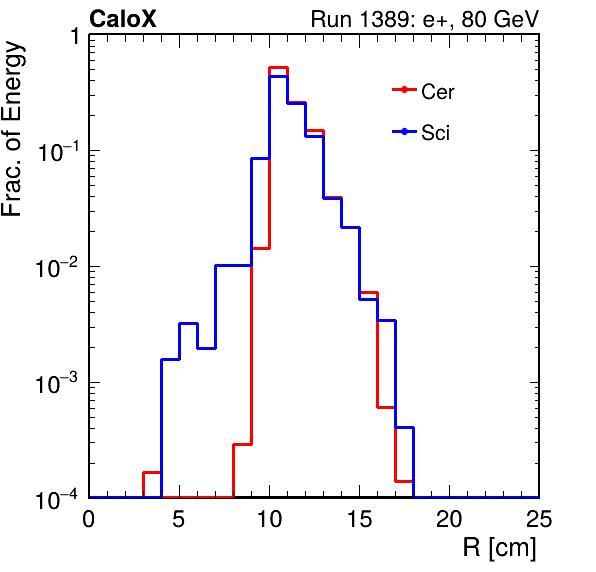 CaloX Run 1389: e+, 80 GeV
Frac. of Energy
1
10⁻¹
10⁻²
10⁻³
10⁻⁴
Cer
Sci
0 5 10 15 20 25
R [cm]